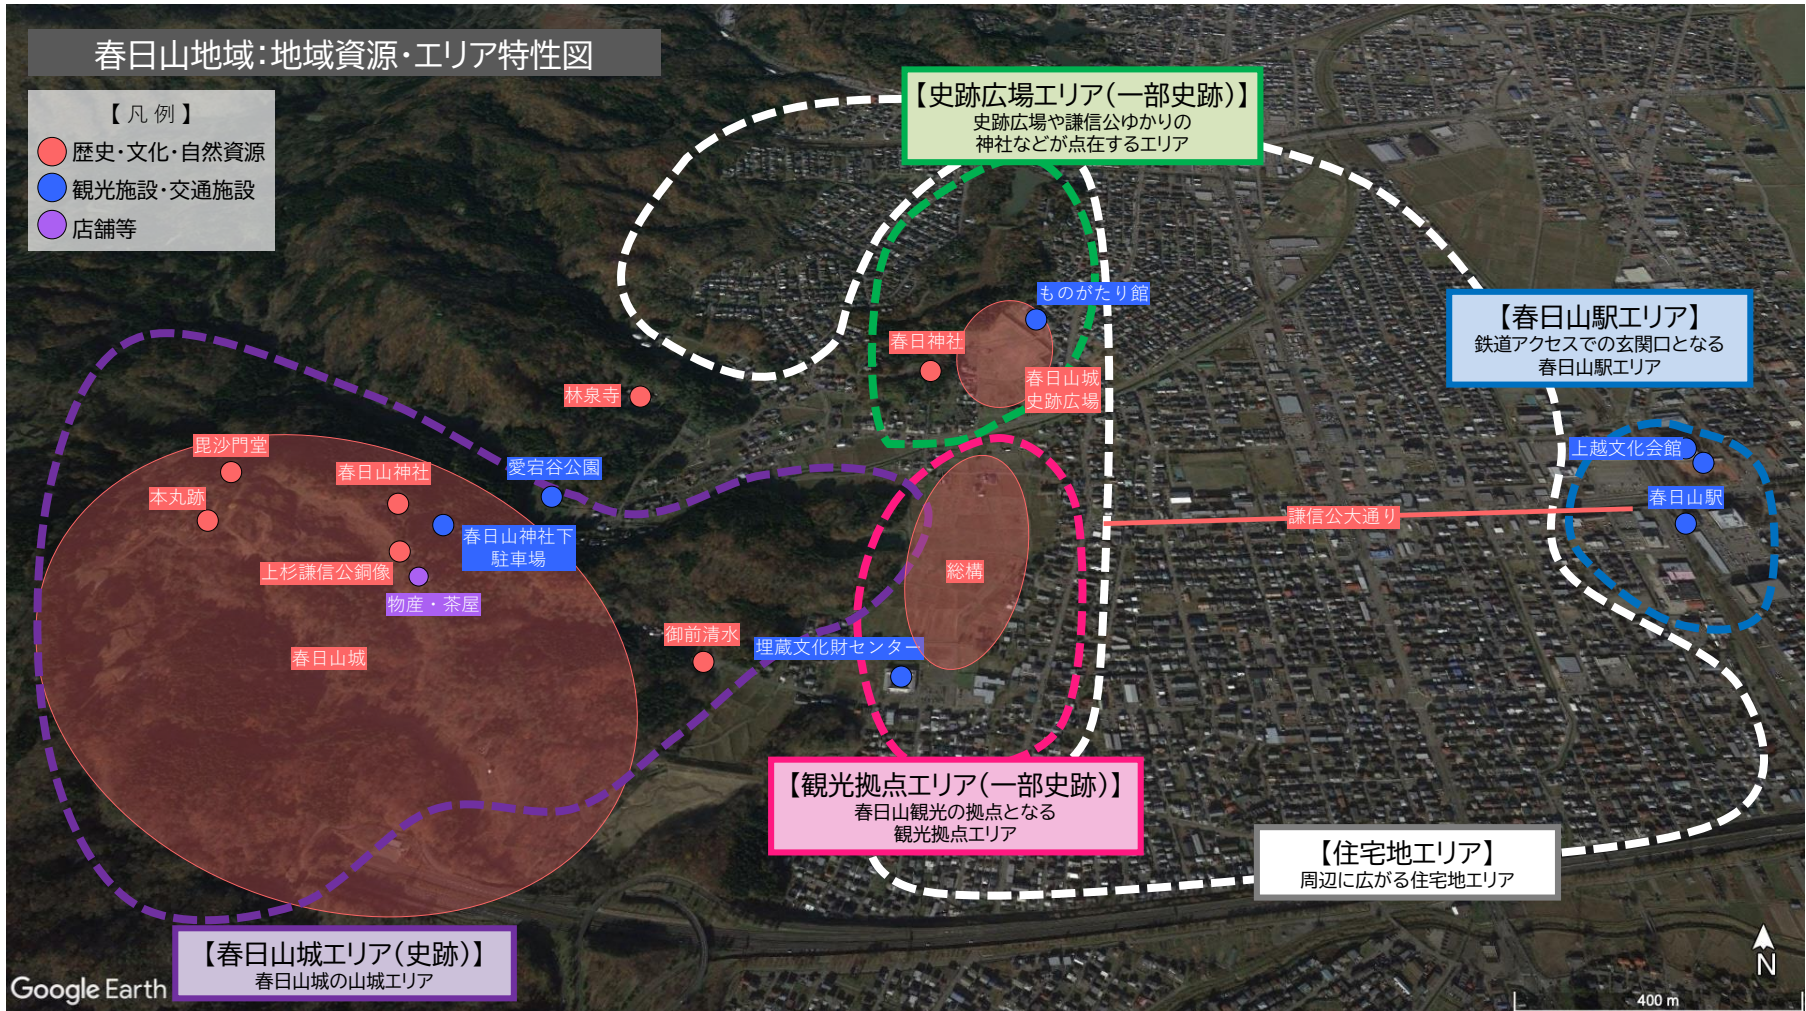 春日山地域：地域資源・エリア特性図
【凡例】
歴史・文化・自然資源
観光施設・交通施設
店舗等
【史跡広場エリア（一部史跡）】
史跡広場や謙信公ゆかりの
神社などが点在するエリア
ものがたり館
春日神社
春日山城
史跡広場
【春日山駅エリア】
鉄道アクセスでの玄関口となる
春日山駅エリア
林泉寺
毘沙門堂
春日山神社
愛宕谷公園
本丸跡
春日山神社下
駐車場
上杉謙信公銅像
物産・茶屋
春日山城
上越文化会館
春日山駅
謙信公大通り
総構
御前清水
埋蔵文化財センター
【観光拠点エリア（一部史跡）】
春日山観光の拠点となる
観光拠点エリア
【住宅地エリア】
周辺に広がる住宅地エリア
【春日山城エリア（史跡）】
春日山城の山城エリア
Google Earth
N
400 m